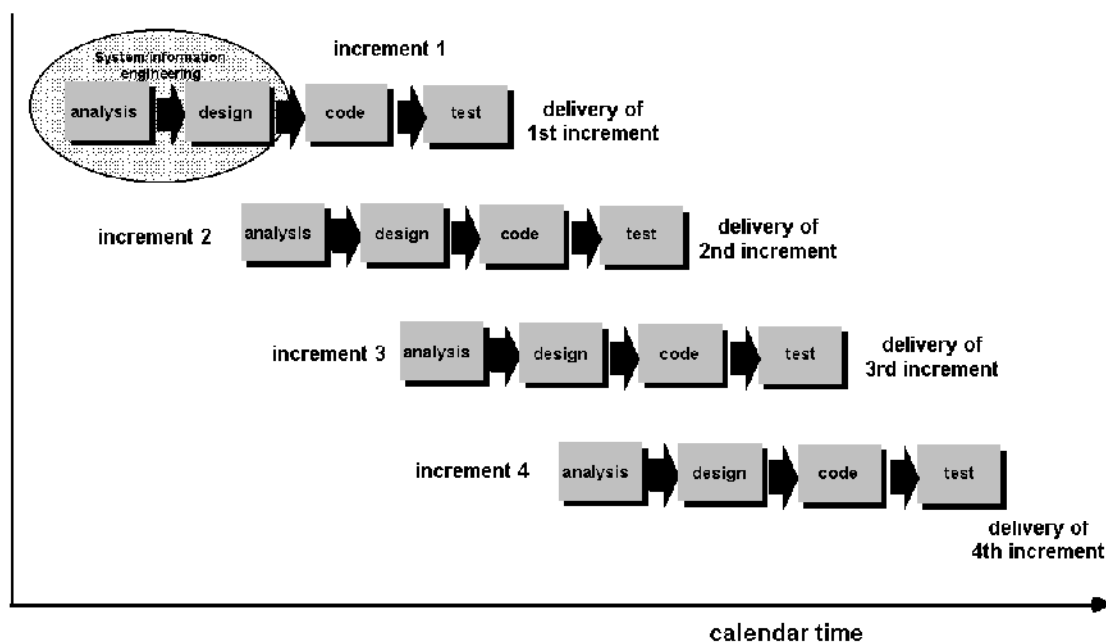 increment 1
System/information
engineering
analysis
design
code
test
delivery of
1st increment
increment 2
analysis
design
code
test
delivery of
2nd increment
increment 3
analysis
design
code
test
delivery of
3rd increment
increment 4
analysis
design
code
test
delivery of
4th increment
calendar time